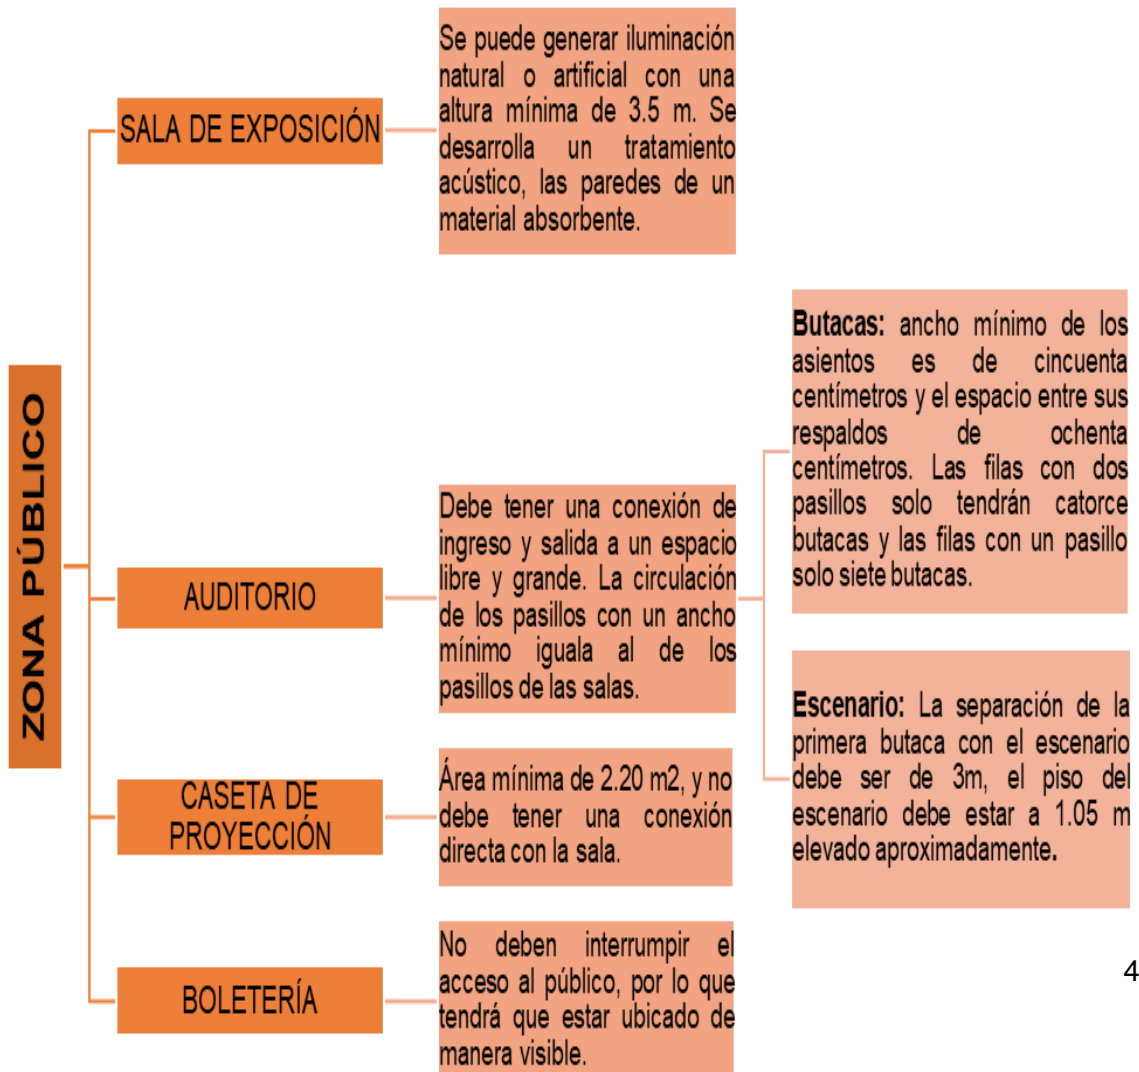 ZONA PÚBLICO
SALA DE EXPOSICIÓN
Se puede generar iluminación
natural o artificial con una
altura mínima de 3.5 m. Se
desarrolla un tratamiento
acústico, las paredes de un
material absorbente.
AUDITORIO
Debe tener una conexión de
ingreso y salida a un espacio
libre y grande. La circulación
de los pasillos con un ancho
mínimo iguala al de los
pasillos de las salas.
Butacas: ancho mínimo de los
asientos es de cincuenta
centímetros y el espacio entre sus
respaldos de ochenta
centímetros. Las filas con dos
pasillos solo tendrán catorce
butacas y las filas con un pasillo
solo siete butacas.
Escenario: La separación de la
primera butaca con el escenario
debe ser de 3m, el piso del
escenario debe estar a 1.05 m
elevado aproximadamente.
CASETA DE
PROYECCIÓN
Área mínima de 2.20 m2, y no
debe tener una conexión
directa con la sala.
BOLETERÍA
No deben interrumpir el
acceso al público, por lo que
tendrá que estar ubicado de
manera visible.
4